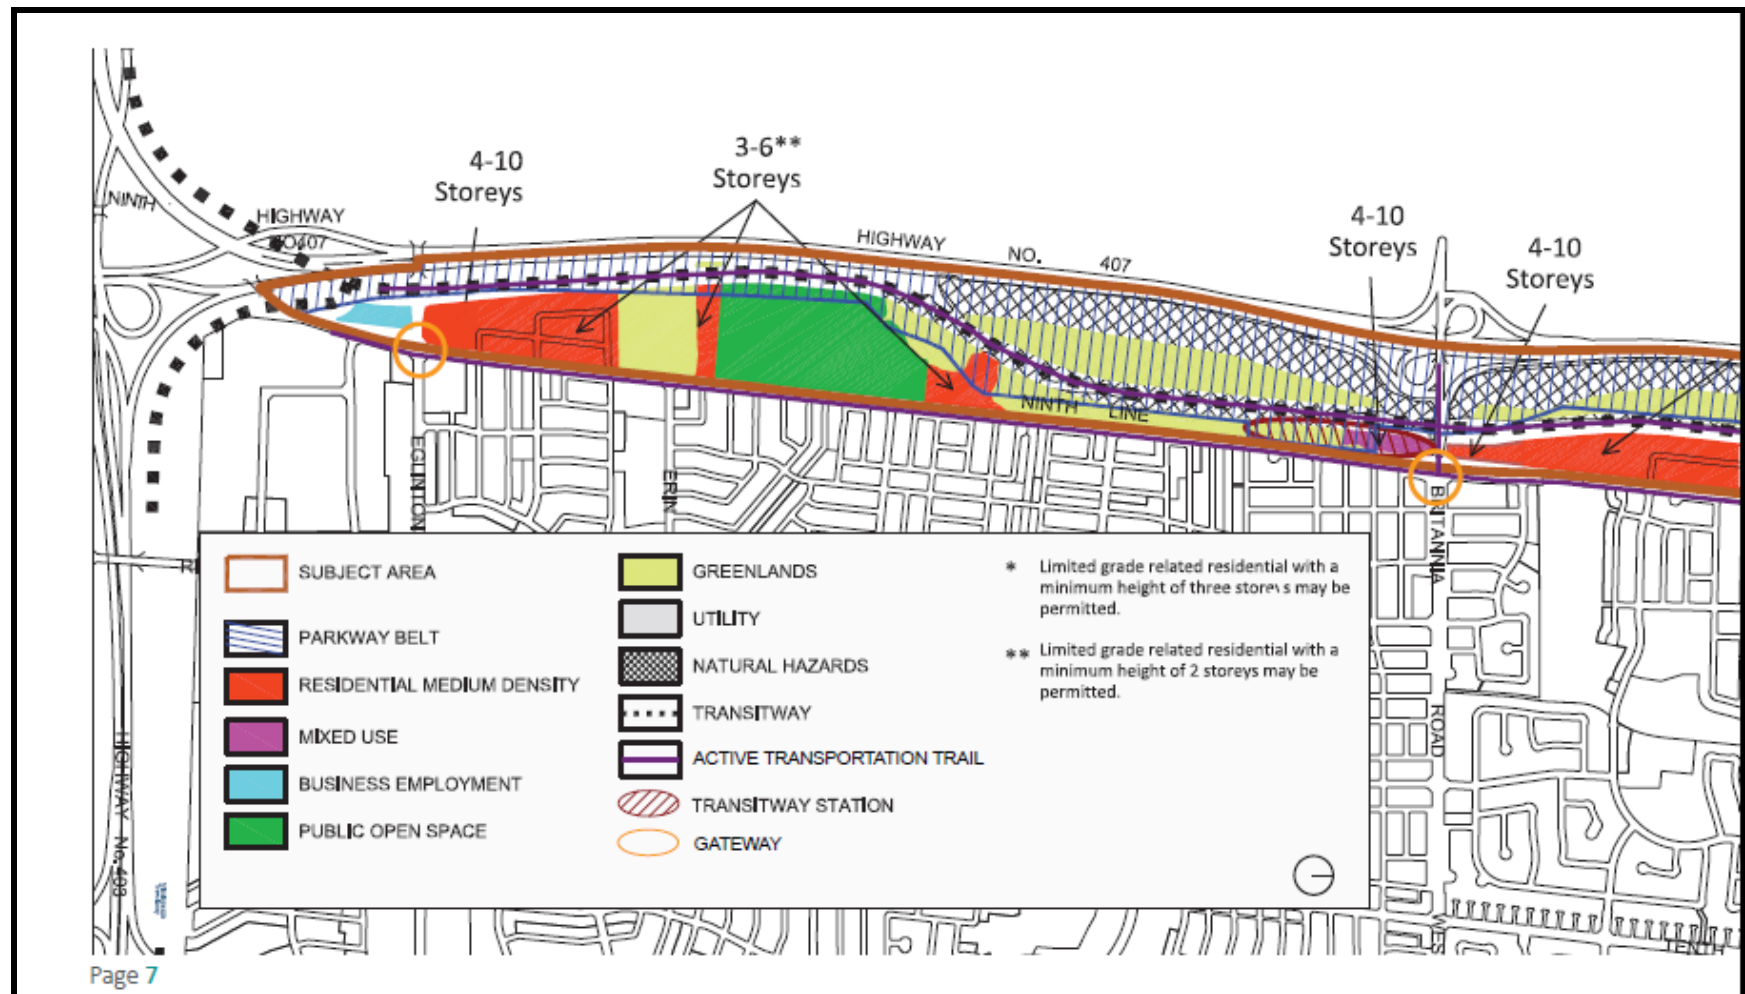 4-10
Storeys
3-6**
Storeys
4-10
Storeys
4-10
Storeys
NINTH
HIGHWAY
NO407
HIGHWAY
NO.
407
NINTH
LINE
EGLINTON
ERIN
BRITANNIA
ROAD
WES
TENTH
HIGHWAY No. 403
SUBJECT AREA
PARKWAY BELT
RESIDENTIAL MEDIUM DENSITY
MIXED USE
BUSINESS EMPLOYMENT
PUBLIC OPEN SPACE
GREENLANDS
UTILITY
NATURAL HAZARDS
TRANSITWAY
ACTIVE TRANSPORTATION TRAIL
TRANSITWAY STATION
GATEWAY
* Limited grade related residential with a
minimum height of three storeys may be
permitted.
** Limited grade related residential with a
minimum height of 2 storeys may be
permitted.
Page 7